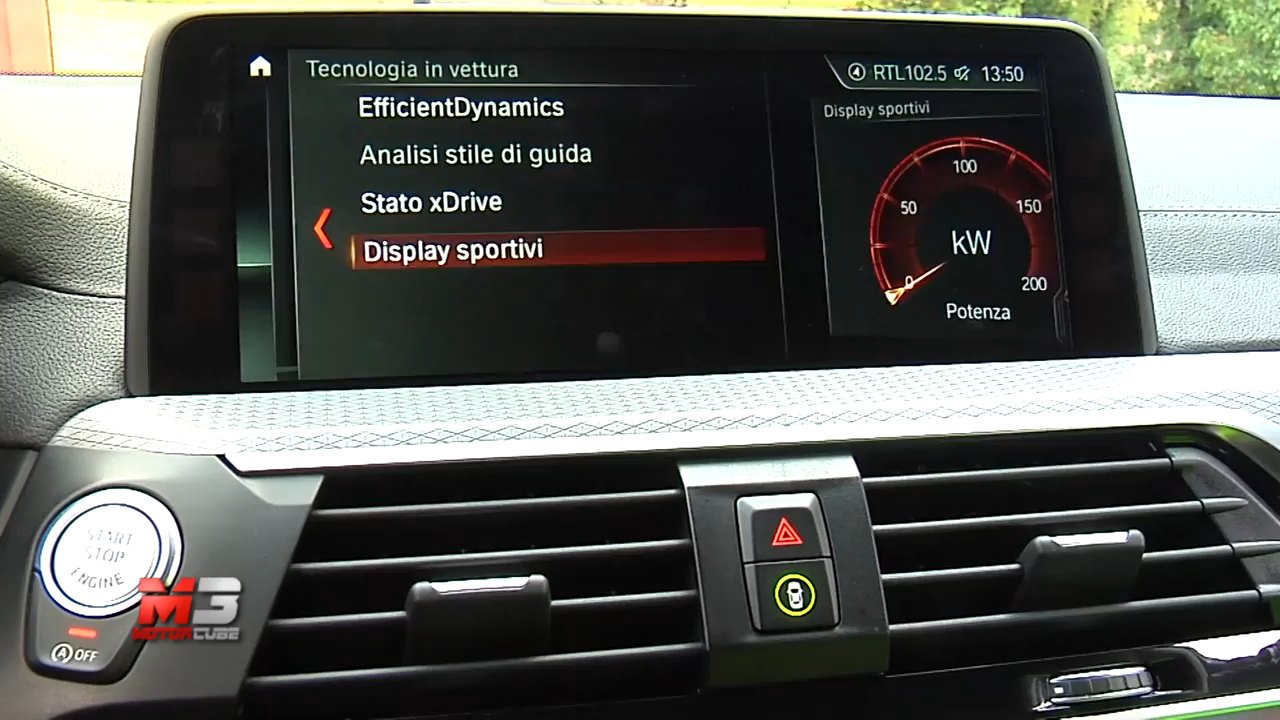 Tecnologia in vettura
RTL102.5 13:50
EfficientDynamics
Analisi stile di guida
Stato xDrive
Display sportivi
Display sportivi
100
50
150
kW
0
200
Potenza
START
STOP
ENGINE
A OFF
M3
MOTORCUBE